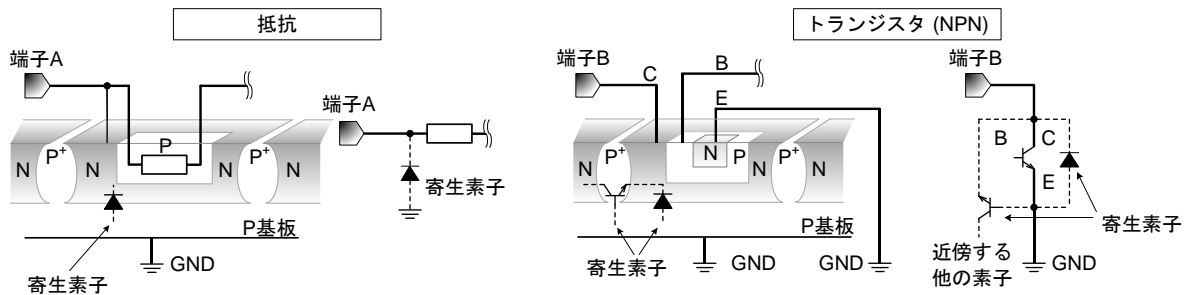 抵抗
端子A
端子A
P
N
P+
N
N
P+
N
寄生素子
P基板
寄生素子
GND
トランジスタ (NPN)
端子B
C
B
E
N
P+
N
N
P
N
P+
N
P基板
寄生素子
GND
GND
端子B
B
C
E
寄生素子
近傍する
他の素子
GND